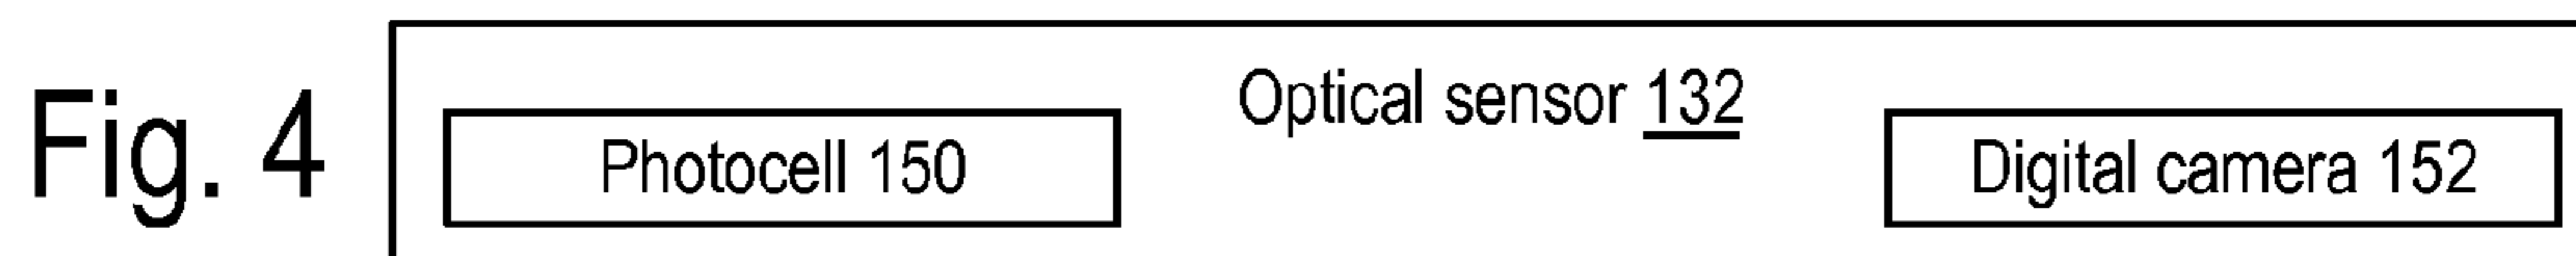 Fig. 4
Optical sensor 132
Photocell 150
Digital camera 152